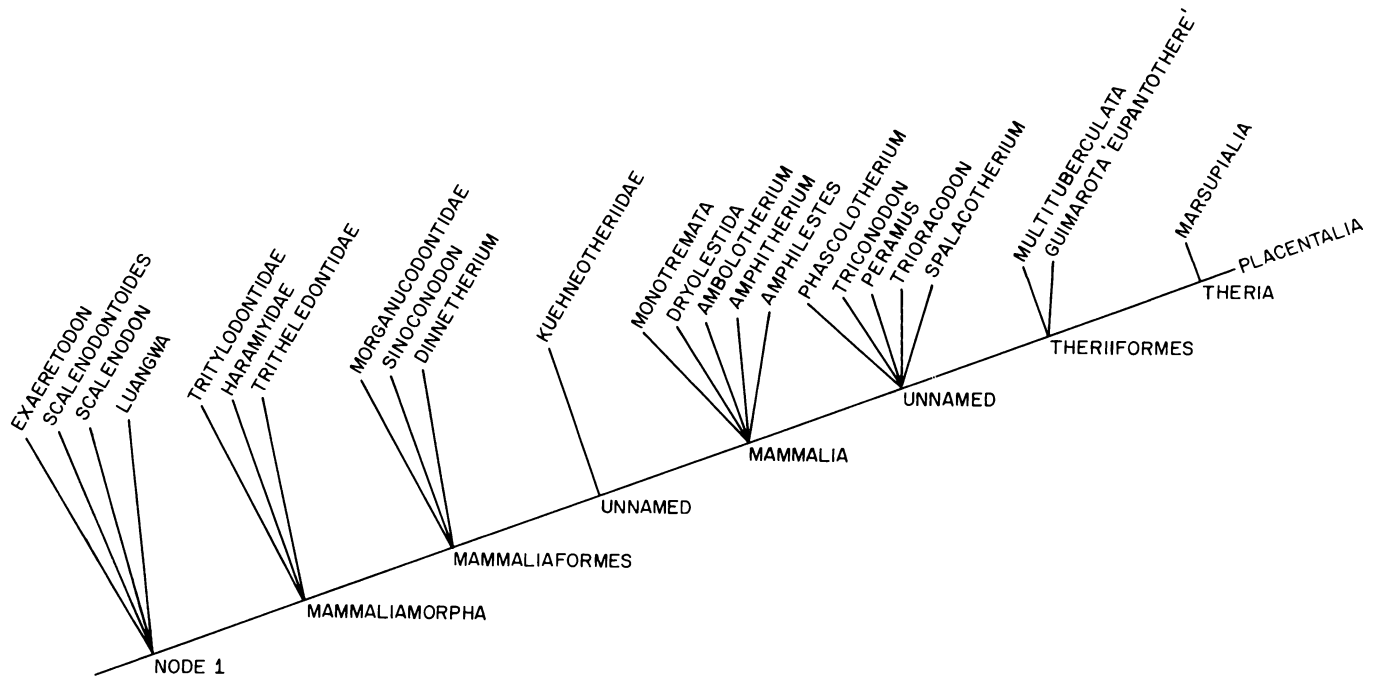 EXAERETODON
SCALENODONTOIDES
SCALENODON
LUANGWA
TRITYLODONTIDAE
HARAMIYIDAE
TRITHELEDONTIDAE
MORGANUCODONTIDAE
SINOCONODON
DINNETHERIUM
KUEHNEOTHERIIDAE
MONOTREMATA
DRYOLESTIDA
AMBOLOTHERIUM
AMPHITHERIUM
AMPHILESTES
PHASCOLOTHERIUM
TRICONODON
PERAMUS
TRIORACODON
SPALACOTHERIUM
MULTITUBERCULATA
GUIMAROTA 'EUPANTOTHERE'
MARSUPIALIA
PLACENTALIA
THERIA
THERIIFORMES
UNNAMED
MAMMALIA
UNNAMED
MAMMALIAFORMES
MAMMALIAMORPHA
NODE 1